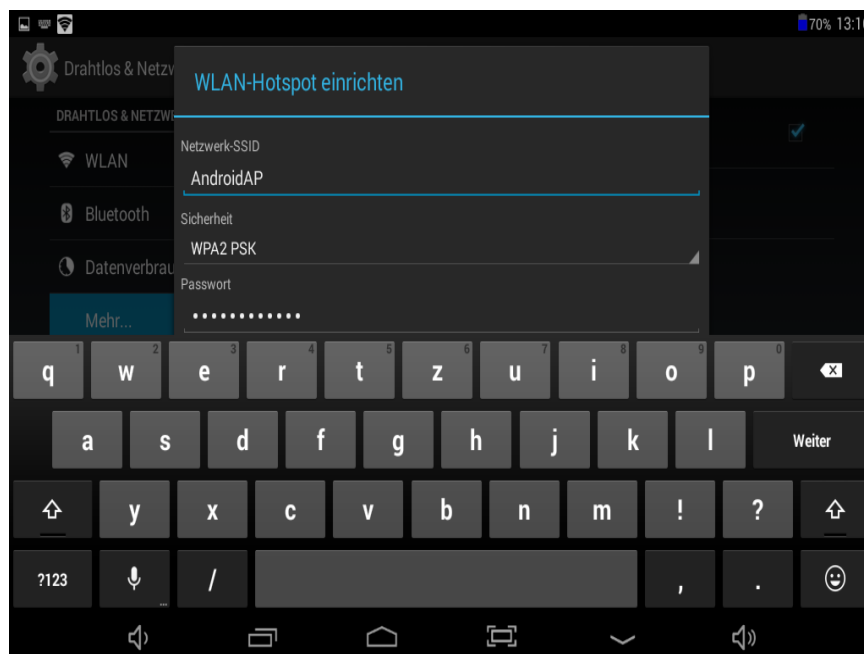 70% 13:1
Drahtlos & Netzw
WLAN-Hotspot einrichten
DRAHTLOS & NETZWE
Netzwerk-SSID
WLAN
AndroidAP
Bluetooth
Sicherheit
WPA2 PSK
Datenverbrau
Passwort
••••••••••••
Mehr...
1 2 3 4 5 6 7 8 9 0
q w e r t z u i o p
a s d f g h j k l Weiter
y x c v b n m ! ?
?123 / , .